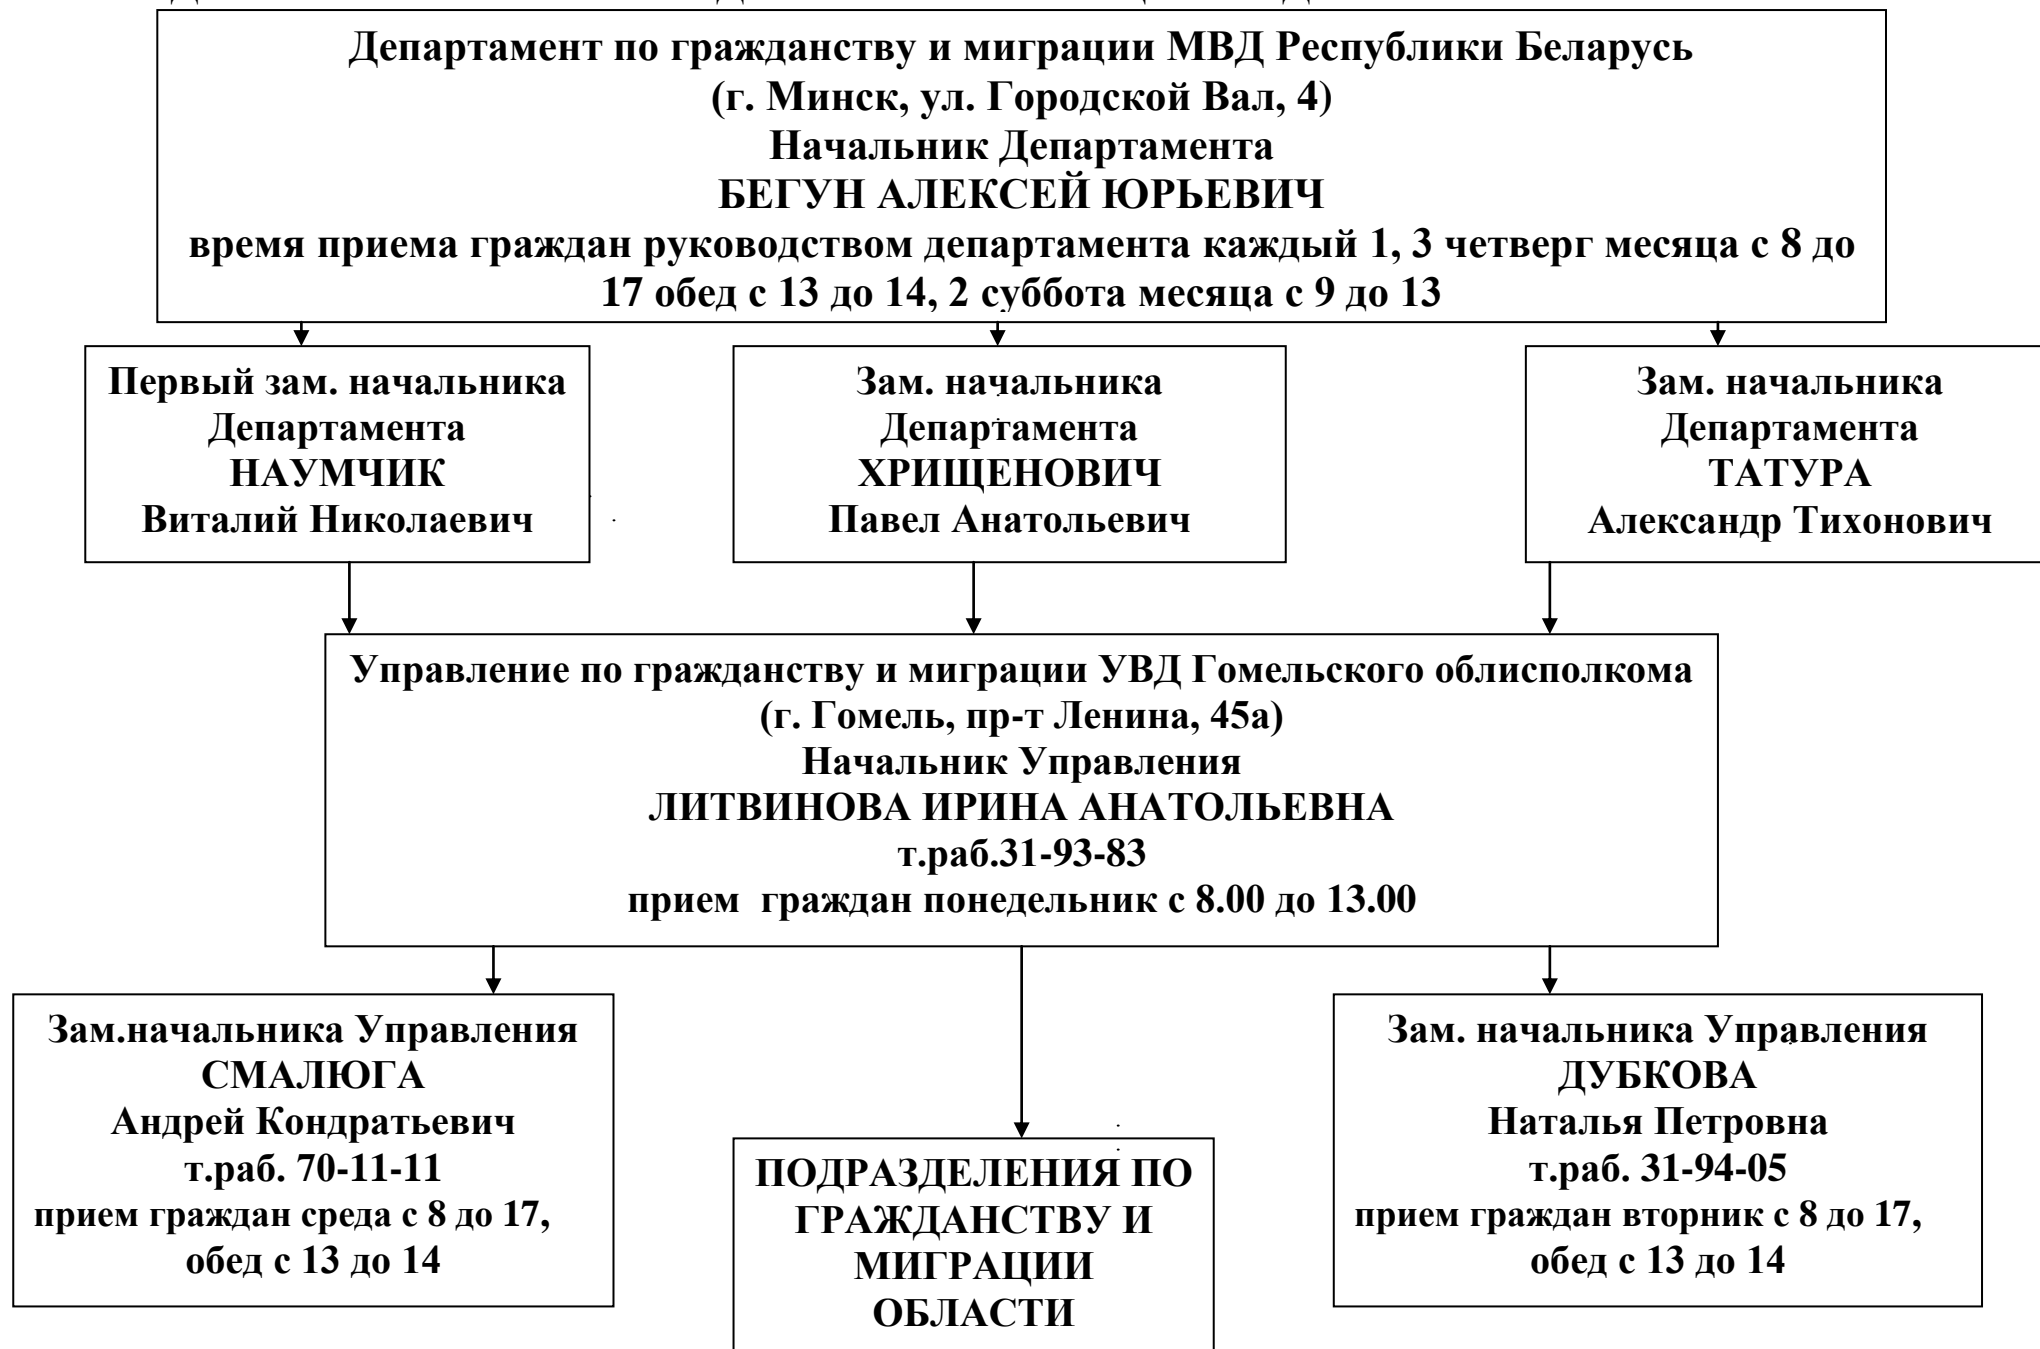 Департамент по гражданству и миграции МВД Республики Беларусь
(г. Минск, ул. Городской Вал, 4)
Начальник Департамента
БЕГУН АЛЕКСЕЙ ЮРЬЕВИЧ
время приема граждан руководством департамента каждый 1, 3 четверг месяца с 8 до
17 обед с 13 до 14, 2 суббота месяца с 9 до 13
Первый зам. начальника
Департамента
НАУМЧИК
Виталий Николаевич
Зам. начальника
Департамента
ХРИЩЕНОВИЧ
Павел Анатольевич
Зам. начальника
Департамента
ТАТУРА
Александр Тихонович
Управление по гражданству и миграции УВД Гомельского облисполкома
(г. Гомель, пр-т Ленина, 45а)
Начальник Управления
ЛИТВИНОВА ИРИНА АНАТОЛЬЕВНА
т.раб.31-93-83
прием  граждан понедельник с 8.00 до 13.00
Зам.начальника Управления
СМАЛЮГА
Андрей Кондратьевич
т.раб. 70-11-11
прием граждан среда с 8 до 17,
обед с 13 до 14
ПОДРАЗДЕЛЕНИЯ ПО
ГРАЖДАНСТВУ И
МИГРАЦИИ
ОБЛАСТИ
Зам. начальника Управления
ДУБКОВА
Наталья Петровна
т.раб. 31-94-05
прием граждан вторник с 8 до 17,
обед с 13 до 14